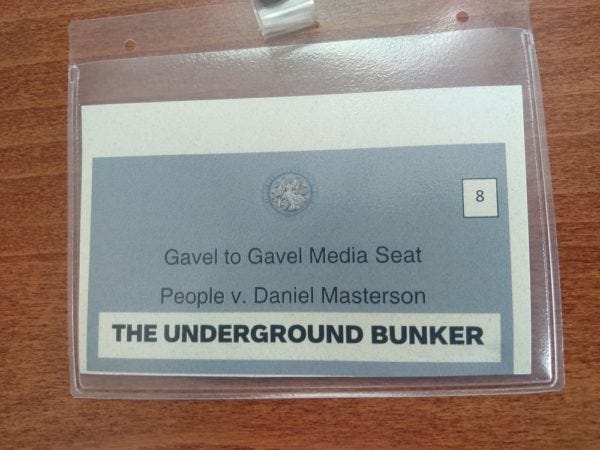 8
Gavel to Gavel Media Seat
People v. Daniel Masterson
THE UNDERGROUND BUNKER